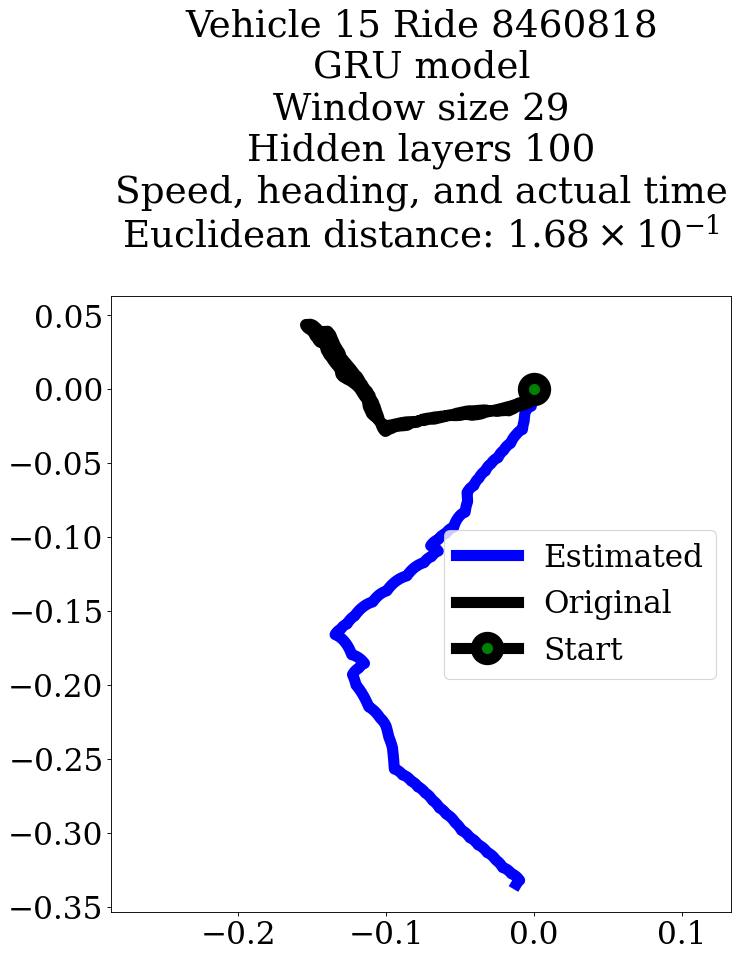 Vehicle 15 Ride 8460818
GRU model
Window size 29
Hidden layers 100
Speed, heading, and actual time
Euclidean distance: 1.68 × 10⁻¹
0.05
0.00
−0.05
−0.10
−0.15
−0.20
−0.25
−0.30
−0.35
Estimated
Original
Start
−0.2
−0.1
0.0
0.1